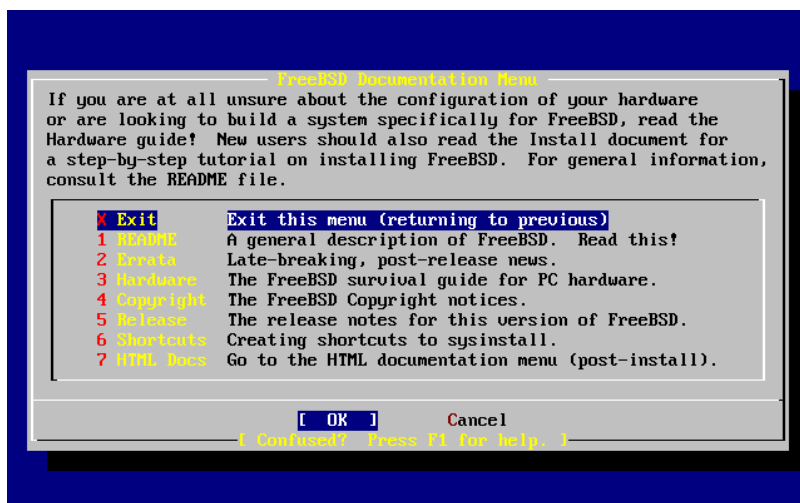 FreeBSD Documentation Menu
If you are at all unsure about the configuration of your hardware
or are looking to build a system specifically for FreeBSD, read the
Hardware guide!  New users should also read the Install document for
a step-by-step tutorial on installing FreeBSD.  For general information,
consult the README file.
X Exit Exit this menu (returning to previous)
1 README A general description of FreeBSD.  Read this!
2 Errata Late-breaking, post-release news.
3 Hardware The FreeBSD survival guide for PC hardware.
4 Copyright The FreeBSD Copyright notices.
5 Release The release notes for this version of FreeBSD.
6 Shortcuts Creating shortcuts to sysinstall.
7 HTML Docs Go to the HTML documentation menu (post-install).
[ OK ] Cancel
[ Confused?  Press F1 for help. ]